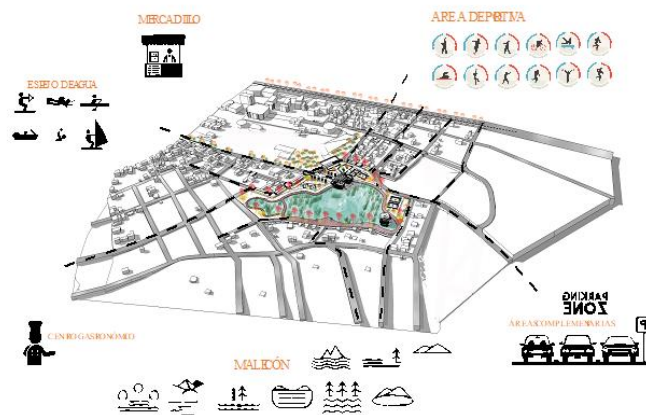 MERCADILLO
AREA DEPORTIVA
ESPEJO DE AGUA
PARKING
ZONE
AREAS COMPLEMENTARIAS
P
CENTRO GASTRONOMICO
MALECÓN